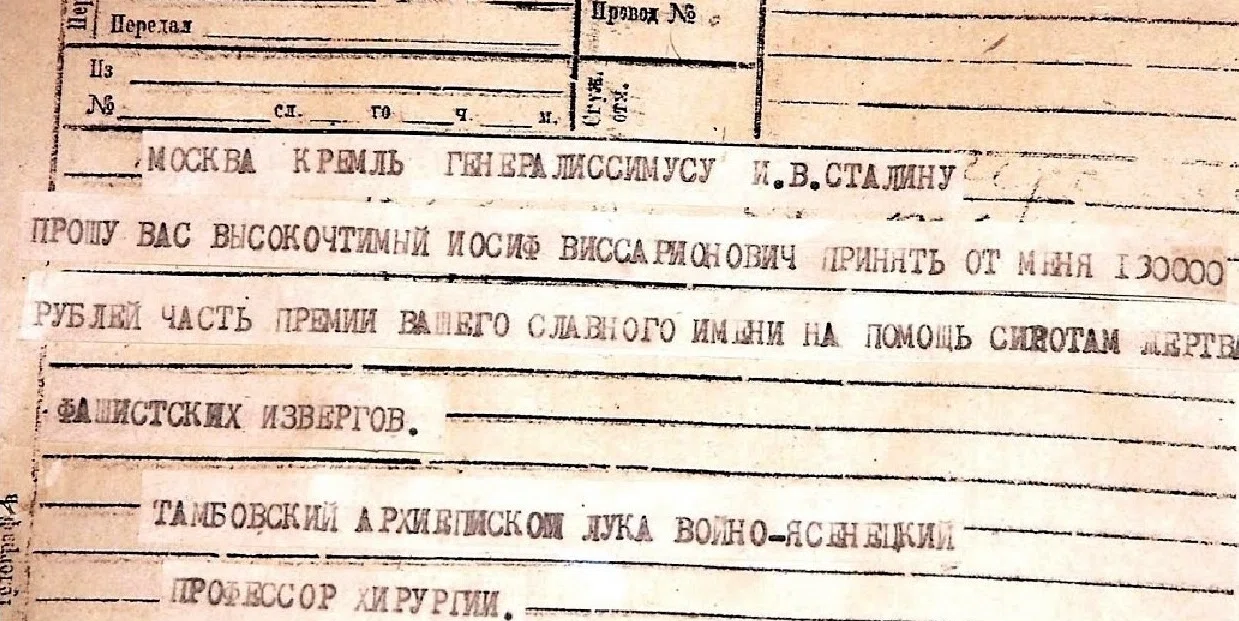 Передал
Провод №
Из
№ сл. го ч. м.
Служ.
отм.
МОСКВА КРЕМЛЬ ГЕНЕРАЛИССИМУСУ И.В.СТАЛИНУ
ПРОШУ ВАС ВЫСОКОЧТИМЫЙ ИОСИФ ВИССАРИОНОВИЧ ПРИНЯТЬ ОТ МЕНЯ 130000
РУБЛЕЙ ЧАСТЬ ПРЕМИИ ВАШЕГО СЛАВНОГО ИМЕНИ НА ПОМОЩЬ СИРОТАМ ЖЕРТВ
ФАШИСТСКИХ ИЗВЕРГОВ.
ТАМБОВСКИЙ АРХИЕПИСКОП ЛУКА ВОЙНО-ЯСЕНЕЦКИЙ
ПРОФЕССОР ХИРУРГИИ.